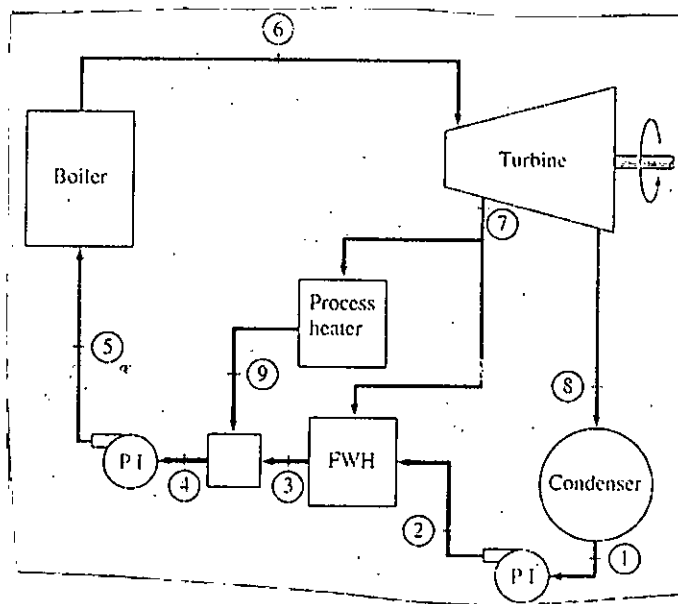 6
Boiler
Turbine
7
Process
heater
5
9
8
P I
4
3
FWH
2
Condenser
P I
1